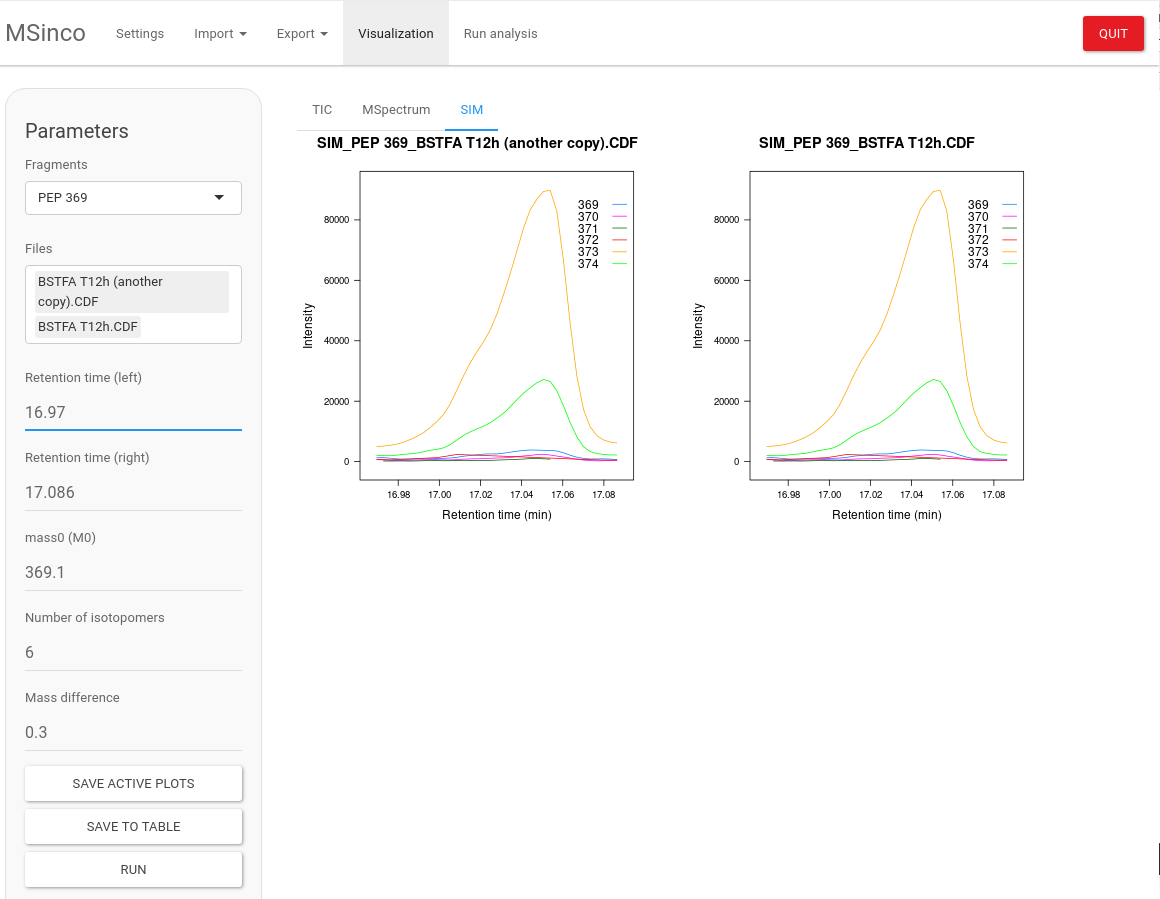 MSinco Settings Import Export Visualization Run analysis QUIT
Parameters
Fragments
PEP 369
Files
BSTFA T12h (another
copy).CDF
BSTFA T12h.CDF
Retention time (left)
16.97
Retention time (right)
17.086
mass0 (M0)
369.1
Number of isotopomers
6
Mass difference
0.3
SAVE ACTIVE PLOTS
SAVE TO TABLE
RUN
TIC MSpectrum SIM
SIM_PEP 369_BSTFA T12h (another copy).CDF
369
370
371
372
373
374
80000
60000
40000
20000
0
Intensity
16.98 17.00 17.02 17.04 17.06 17.08
Retention time (min)
SIM_PEP 369_BSTFA T12h.CDF
369
370
371
372
373
374
80000
60000
40000
20000
0
Intensity
16.98 17.00 17.02 17.04 17.06 17.08
Retention time (min)